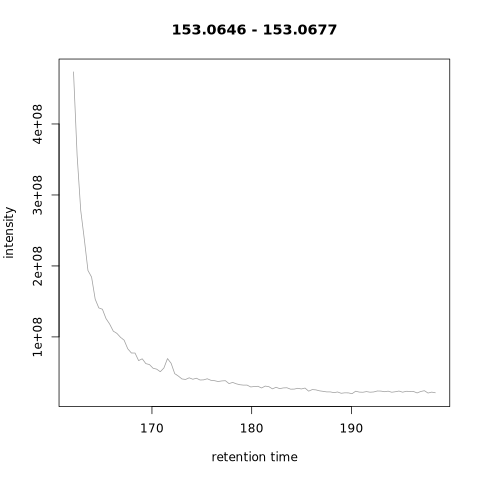 153.0646 - 153.0677
4e+08
3e+08
2e+08
1e+08
intensity
170 180 190
retention time